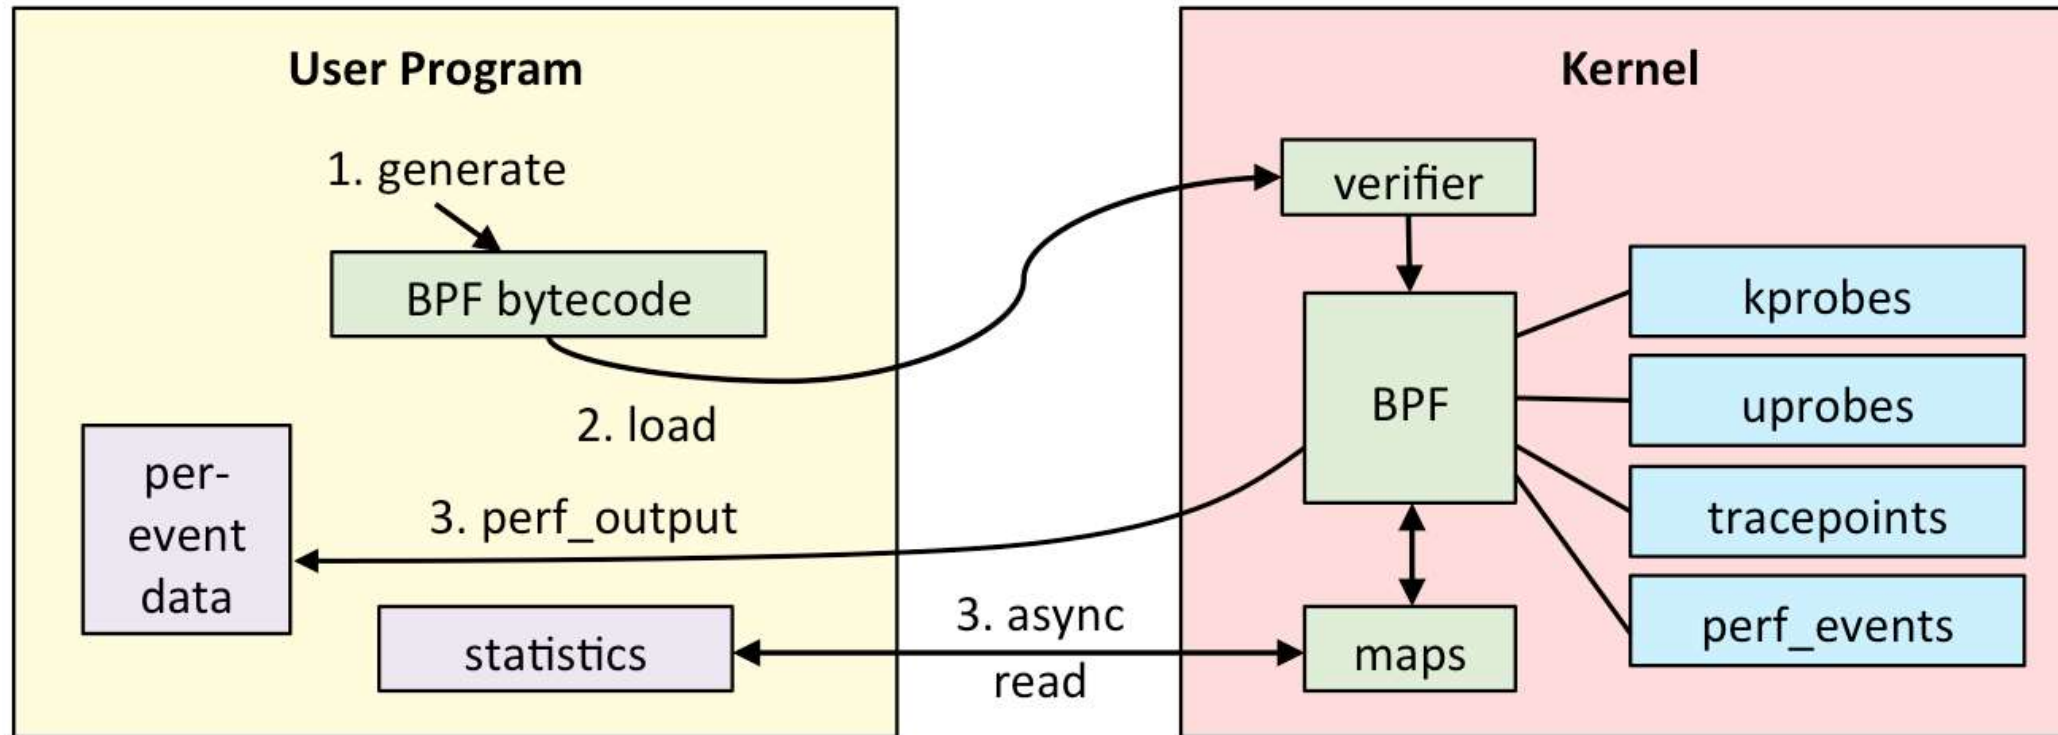 User Program
1. generate
BPF bytecode
2. load
per-
event
data
3. perf_output
statistics
3. async
read
Kernel
verifier
BPF
maps
kprobes
uprobes
tracepoints
perf_events